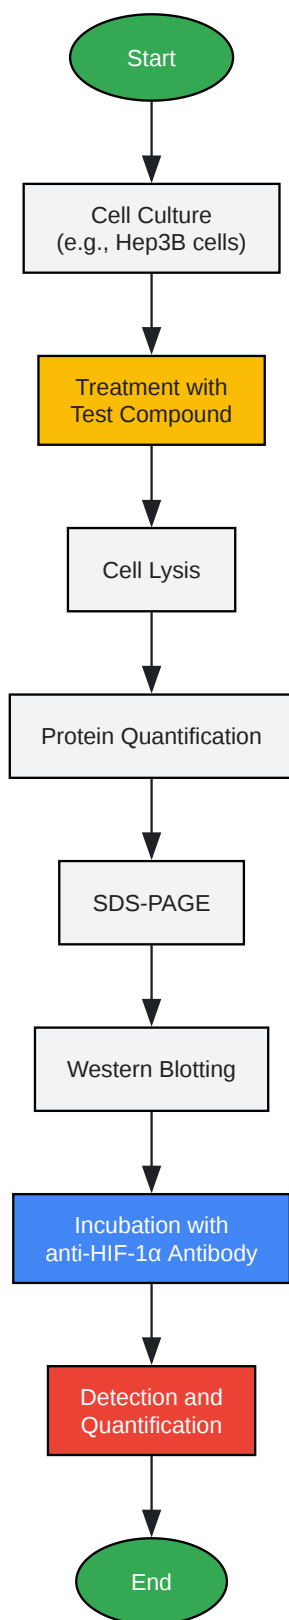 Start
Cell Culture
(e.g., Hep3B cells)
Treatment with
Test Compound
Cell Lysis
Protein Quantification
SDS-PAGE
Western Blotting
Incubation with
anti-HIF-1α Antibody
Detection and
Quantification
End